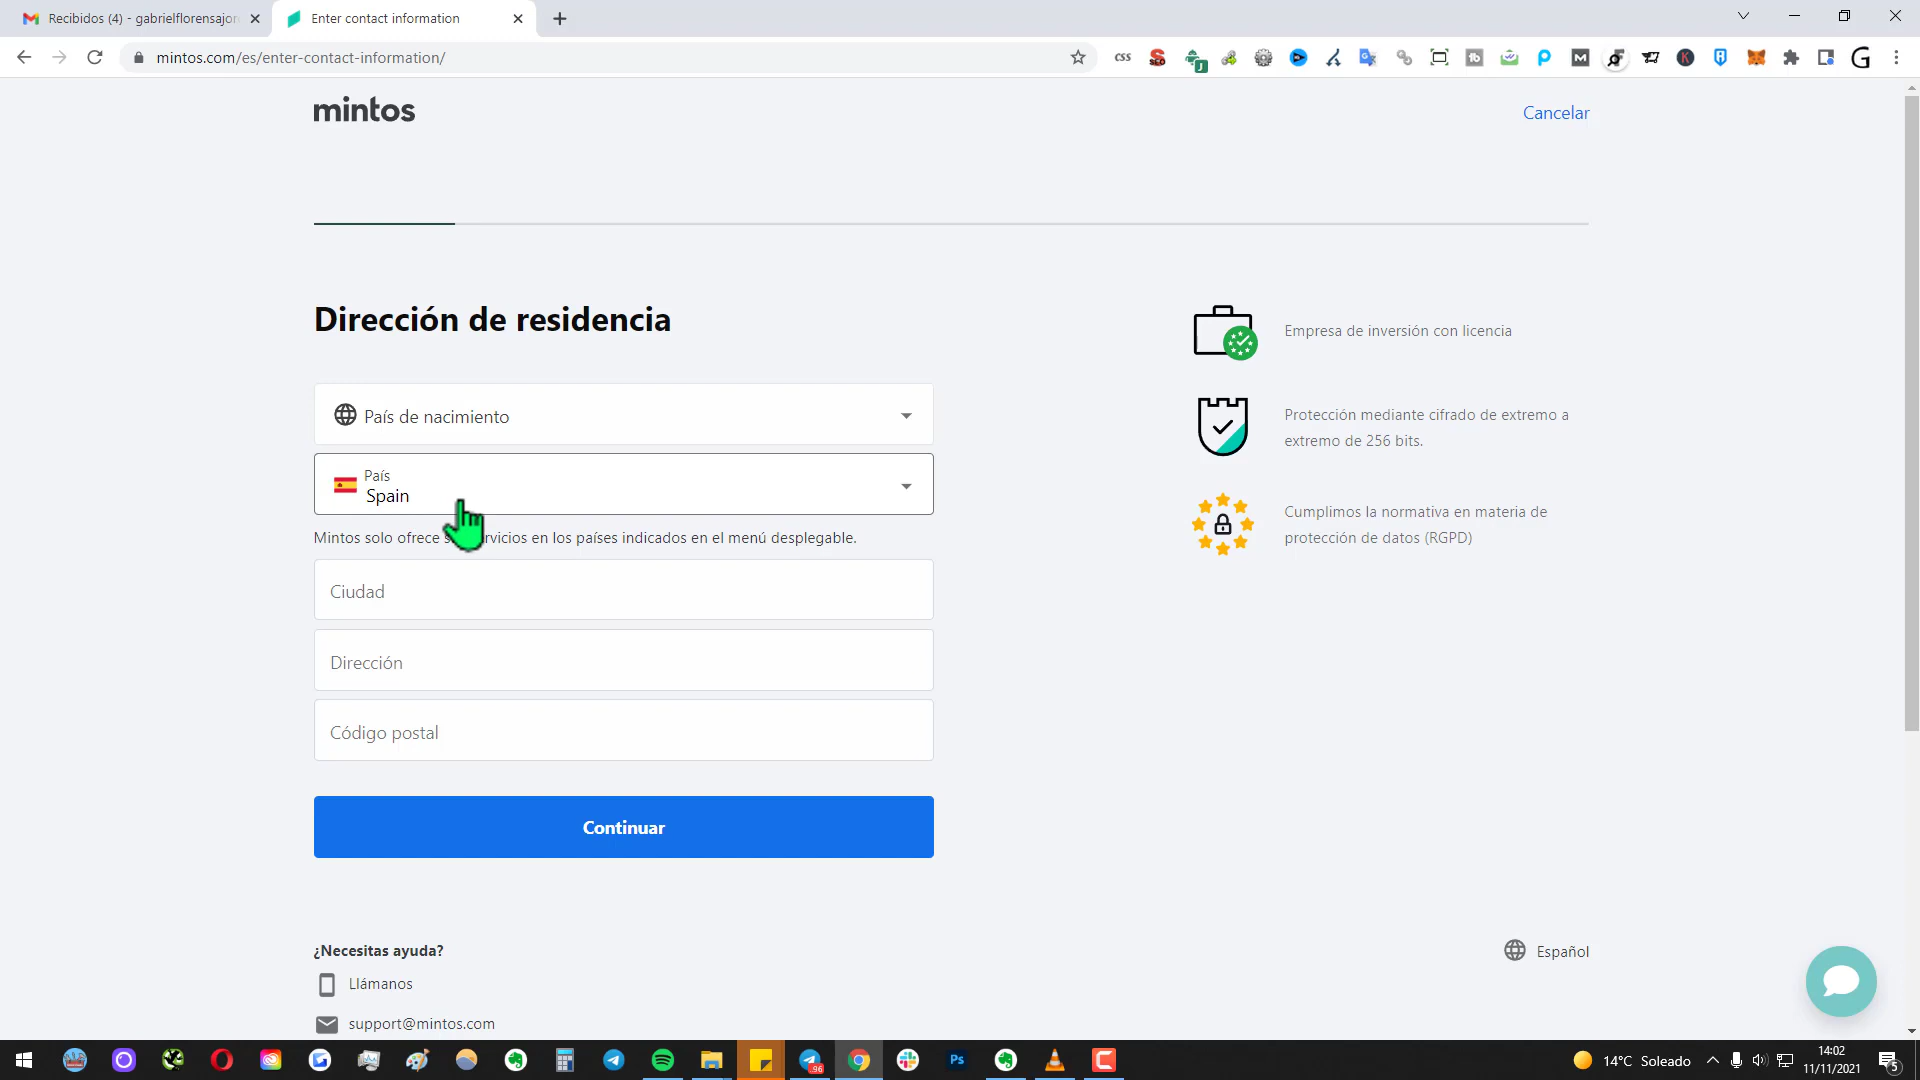 Recibidos (4) - gabrielflorensajor
Enter contact information
mintos.com/es/enter-contact-information/
css
mintos
Cancelar
Dirección de residencia
País de nacimiento
País
Spain
Mintos solo ofrece s rvicios en los países indicados en el menú desplegable.
Ciudad
Dirección
Código postal
Continuar
Empresa de inversión con licencia
Protección mediante cifrado de extremo a
extremo de 256 bits.
Cumplimos la normativa en materia de
protección de datos (RGPD)
¿Necesitas ayuda?
Llámanos
support@mintos.com
Español
96
Ps
14°C Soleado
14:02
11/11/2021
5